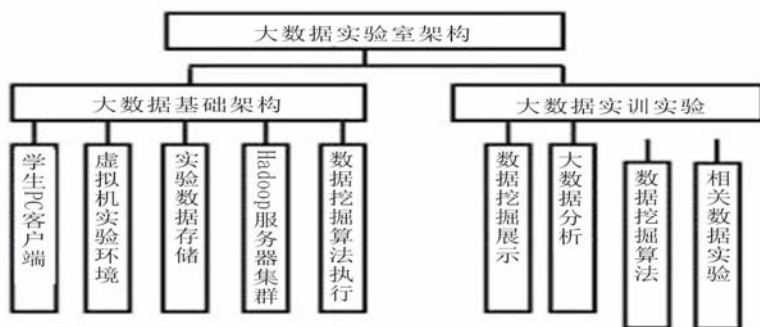 大数据实验室架构
大数据基础架构
大数据实训实验
学生PC客户端
虚拟机实验环境
实验数据存储
Hadoop服务器集群
数据挖掘算法执行
数据挖掘展示
大数据分析
数据挖掘算法
相关数据实验